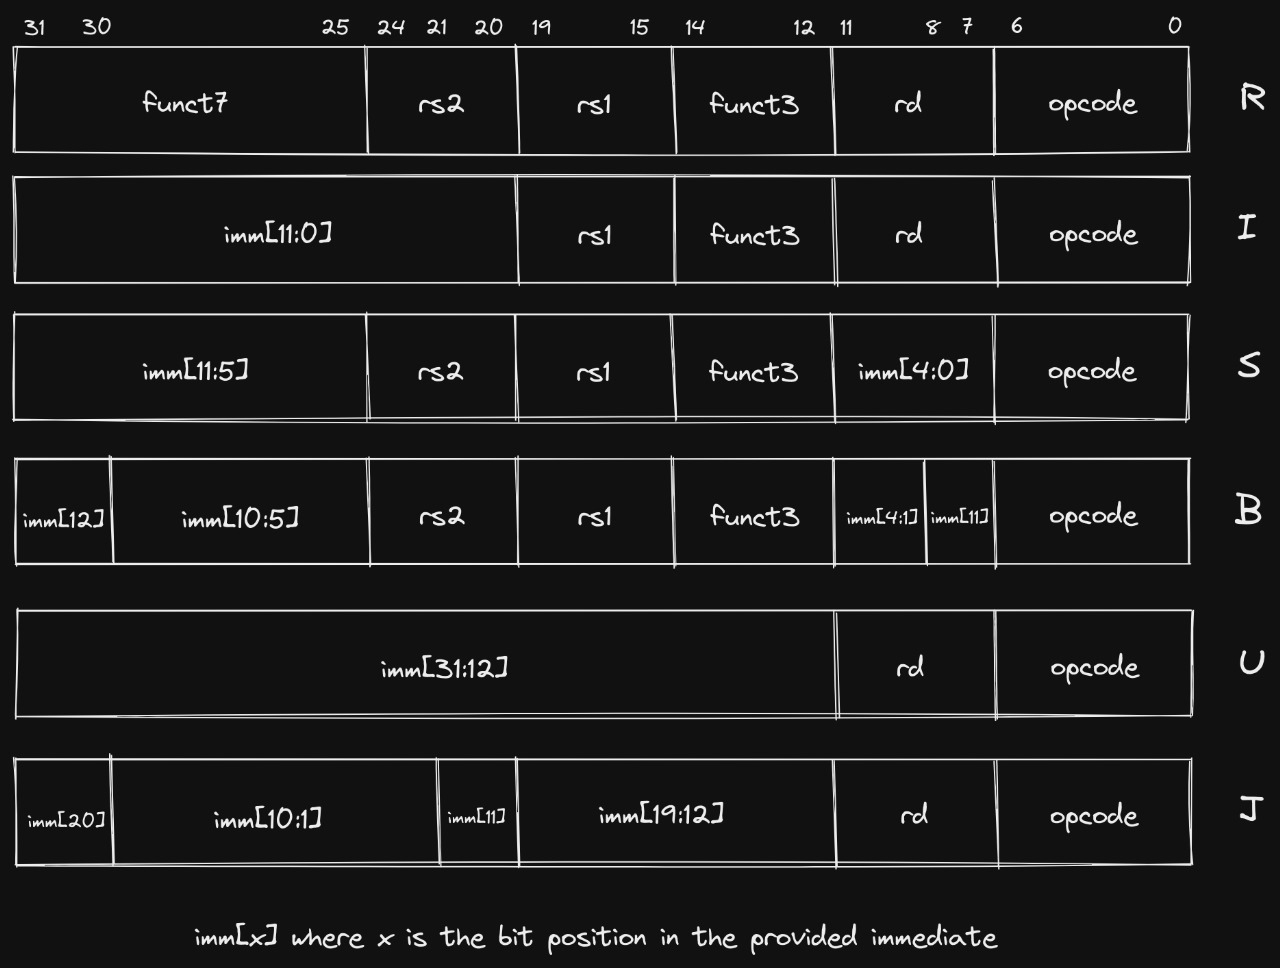 31 30 25 24 21 20 19 15 14 12 11 8 7 6 0
funct7 rs2 rs1 funct3 rd opcode R
imm[11:0] rs1 funct3 rd opcode I
imm[11:5] rs2 rs1 funct3 imm[4:0] opcode S
imm[12] imm[10:5] rs2 rs1 funct3 imm[4:1] imm[11] opcode B
imm[31:12] rd opcode U
imm[20] imm[10:1] imm[11] imm[19:12] rd opcode J
imm[x] where x is the bit position in the provided immediate